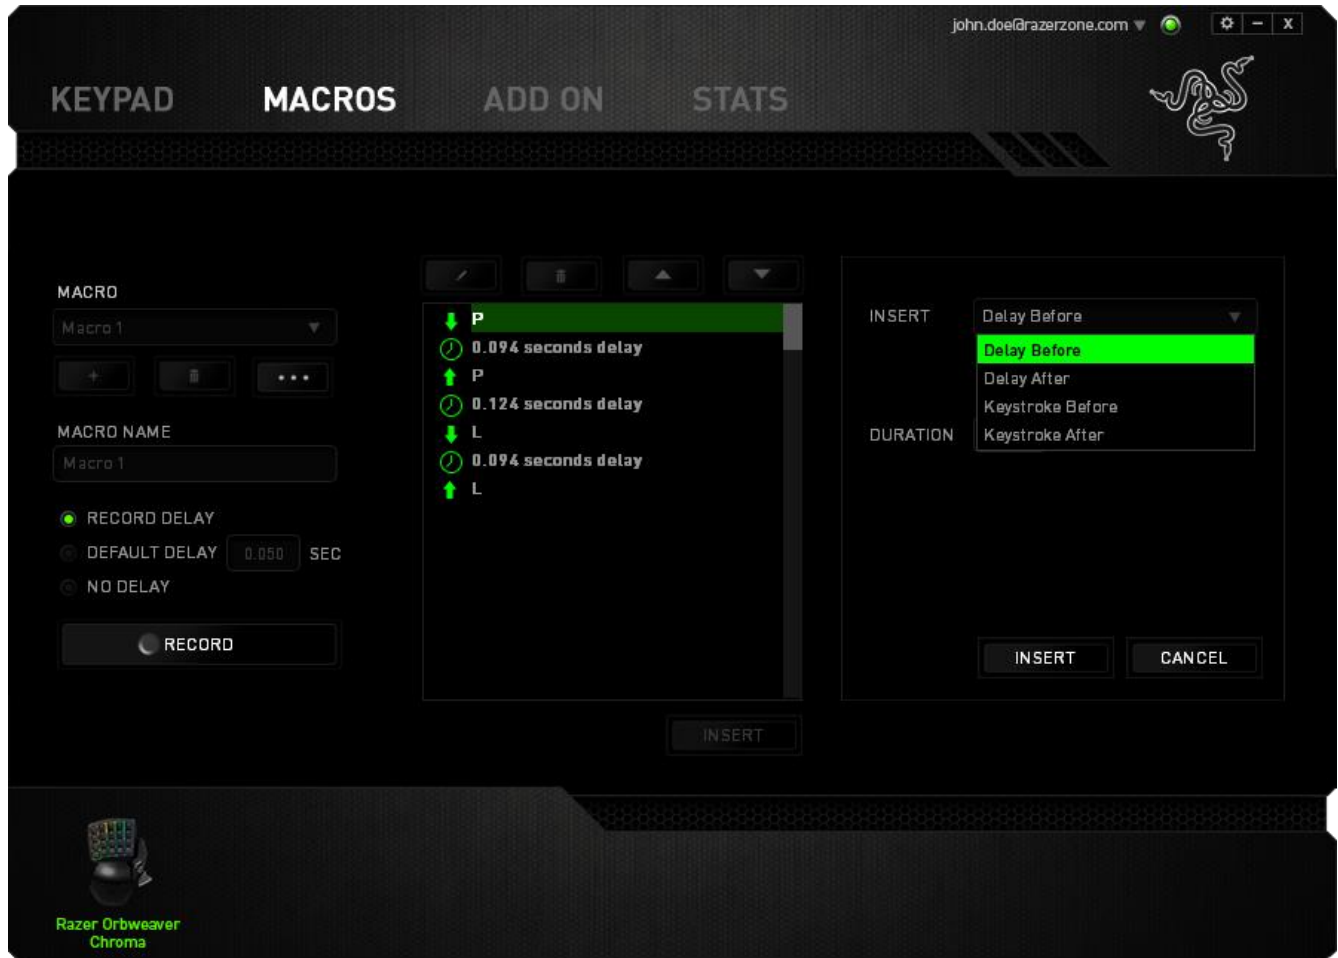 john.doe@razerzone.com
KEYPAD MACROS ADD ON STATS
MACRO
Macro 1
MACRO NAME
Macro 1
RECORD DELAY
DEFAULT DELAY 0.050 SEC
NO DELAY
RECORD
P
0.094 seconds delay
P
0.124 seconds delay
L
0.094 seconds delay
L
INSERT
INSERT Delay Before
Delay Before
Delay After
Keystroke Before
DURATION Keystroke After
INSERT CANCEL
Razer Orbweaver
Chroma